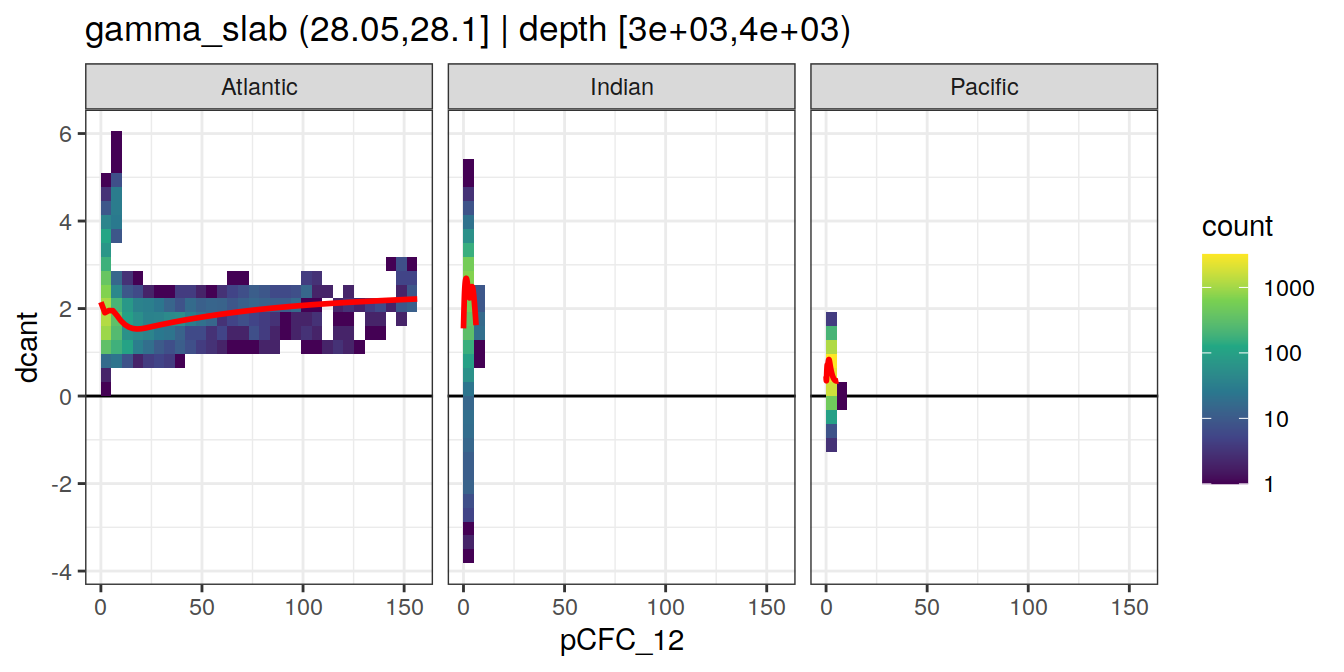 gamma_slab (28.05,28.1] | depth [3e+03,4e+03)
Atlantic Indian Pacific
6
4
2
0
-2
-4
dcant
0 50 100 150 0 50 100 150 0 50 100 150
pCFC_12
count
1000
100
10
1